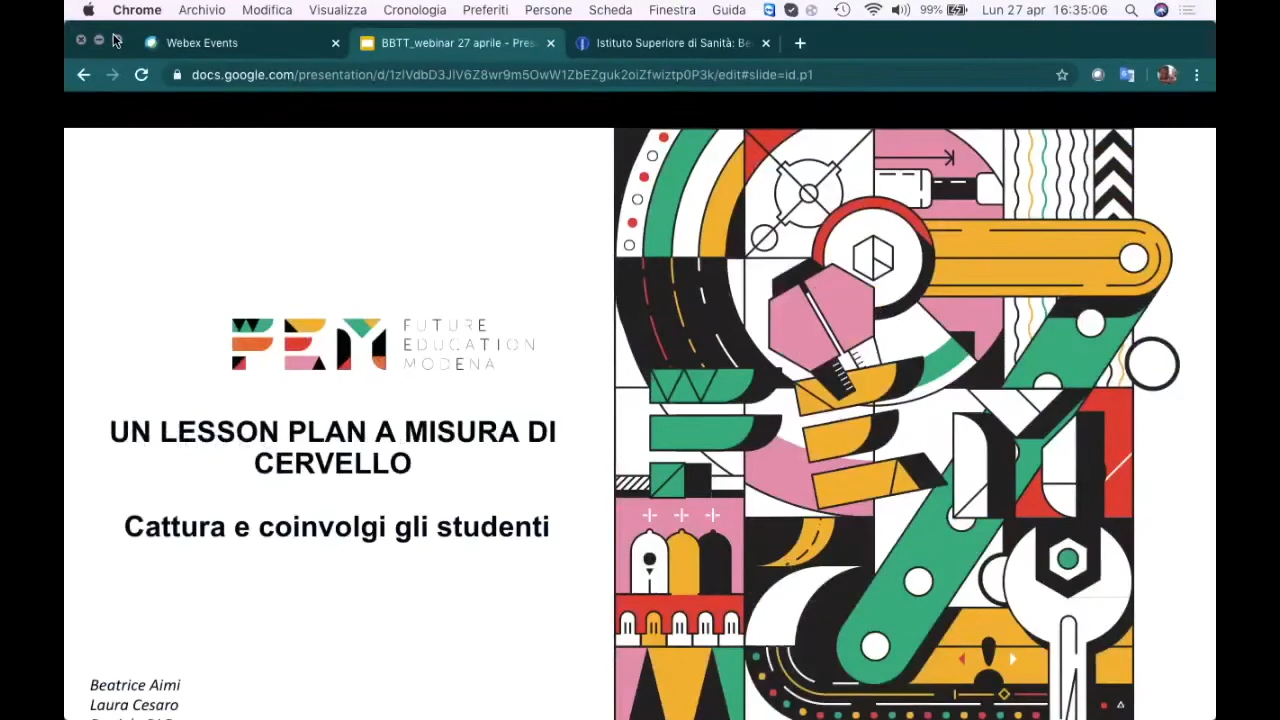 Chrome Archivio Modifica Visualizza Cronologia Preferiti Persone Scheda Finestra Guida 99% Lun 27 apr 16:35:06
Webex Events BBTT_webinar 27 aprile - Pres Istituto Superiore di Sanità: Be
docs.google.com/presentation/d/1zlVdbD3JlV6Z8wr9m5OwW1ZbEZguk2oiZfwiztp0P3k/edit#slide=id.p1
FEM FUTURE
EDUCATION
MODENA
UN LESSON PLAN A MISURA DI
CERVELLO
Cattura e coinvolgi gli studenti
Beatrice Aimi
Laura Cesaro